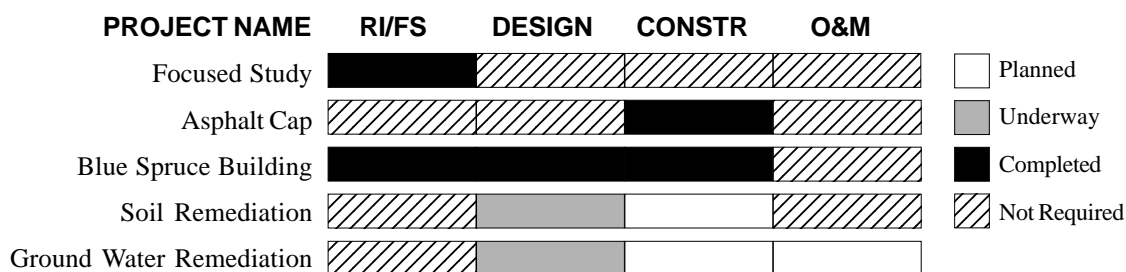 PROJECT NAME RI/FS DESIGN CONSTR O&M
Focused Study
Planned
Asphalt Cap
Underway
Blue Spruce Building
Completed
Soil Remediation
Not Required
Ground Water Remediation